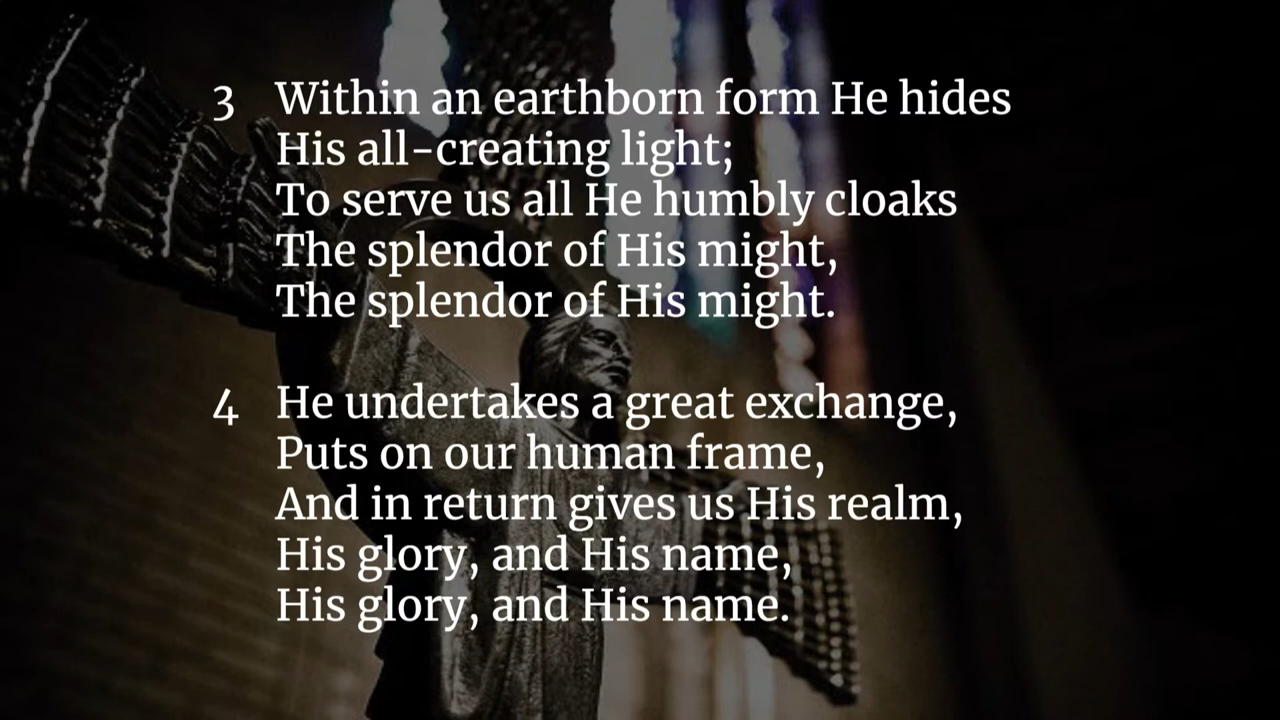 3 Within an earthborn form He hides
His all-creating light;
To serve us all He humbly cloaks
The splendor of His might,
The splendor of His might.
4 He undertakes a great exchange,
Puts on our human frame,
And in return gives us His realm,
His glory, and His name,
His glory, and His name.